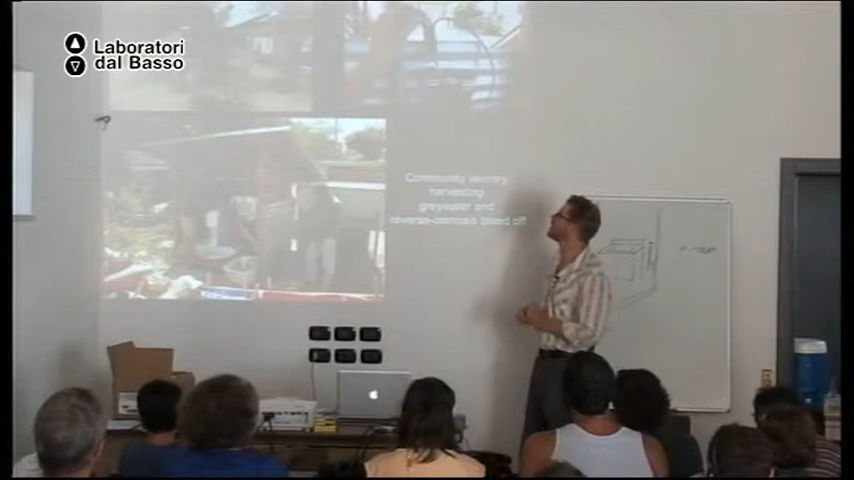 Laboratori
dal Basso
Community laundry
harvesting
greywater and
reverse-osmosis bleed off